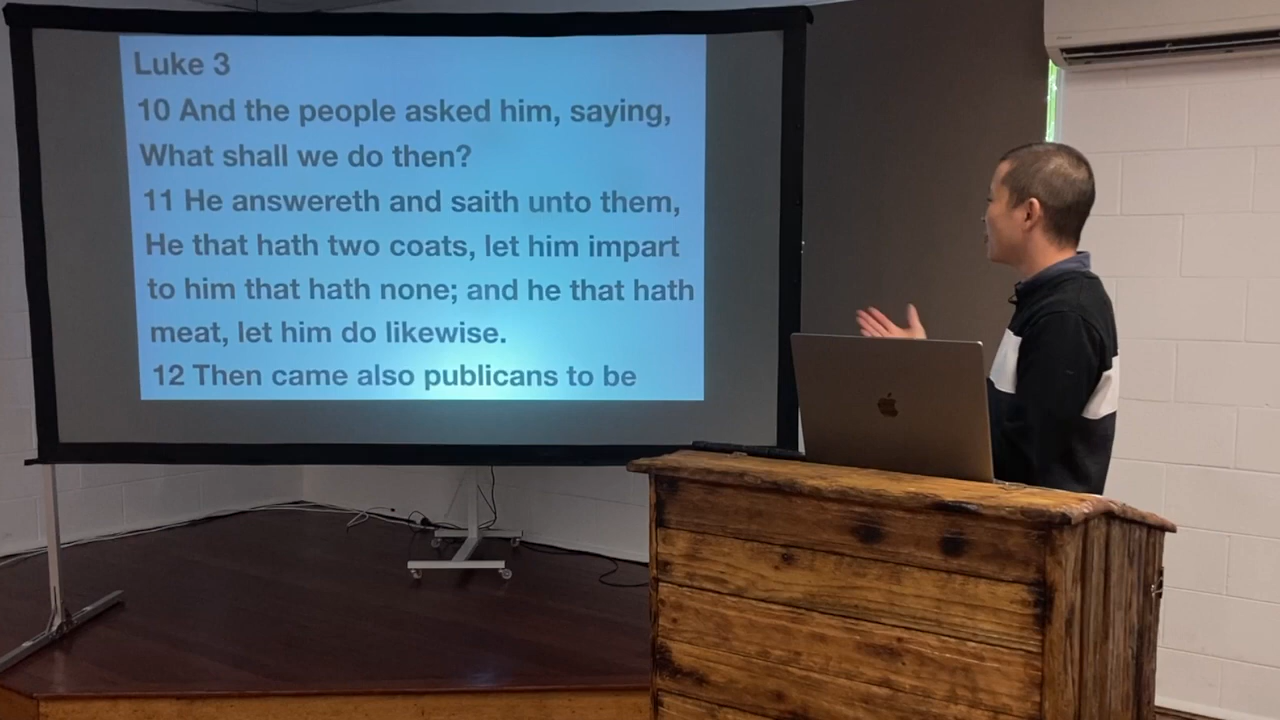 Luke 3
10 And the people asked him, saying,
What shall we do then?
11 He answereth and saith unto them,
He that hath two coats, let him impart
to him that hath none; and he that hath
meat, let him do likewise.
12 Then came also publicans to be